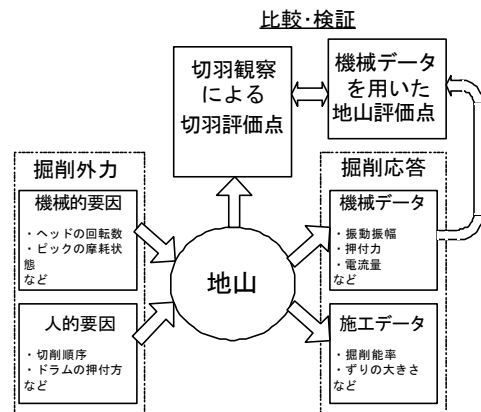 比較・検証
切羽観察
による
切羽評価点
機械データ
を用いた
地山評価点
掘削外力
機械的要因
・ヘッドの回転数
・ピックの摩耗状
態
など
人的要因
・切削順序
・ドラムの押付方
など
地山
掘削応答
機械データ
・振動振幅
・押付力
・電流量
など
施工データ
・掘削能率
・ずりの大きさ
など